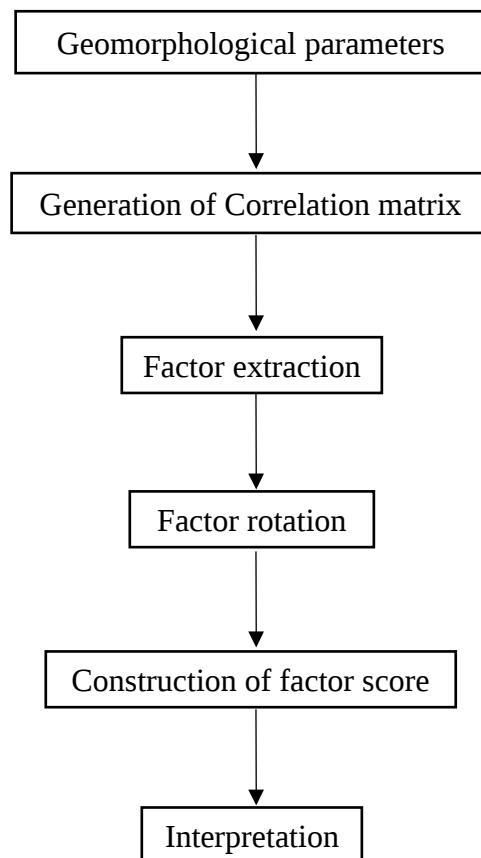 Geomorphological parameters
Generation of Correlation matrix
Factor extraction
Factor rotation
Construction of factor score
Interpretation